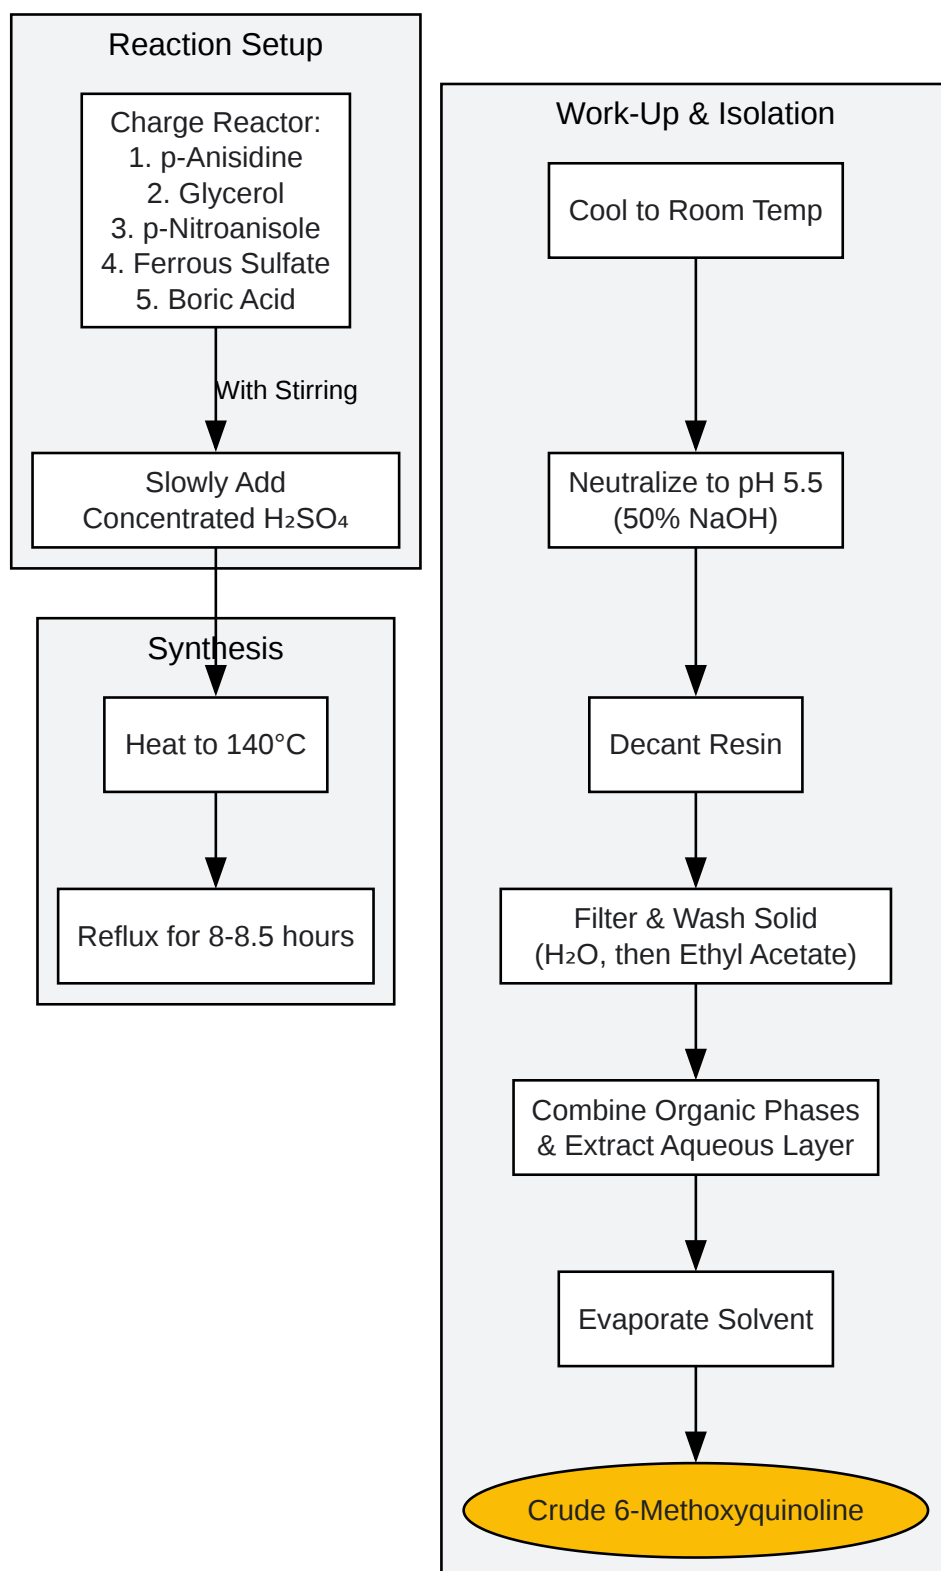 Reaction Setup
Charge Reactor:
1. p-Anisidine
2. Glycerol
3. p-Nitroanisole
4. Ferrous Sulfate
5. Boric Acid
With Stirring
Slowly Add
Concentrated H₂SO₄
Synthesis
Heat to 140°C
Reflux for 8-8.5 hours
Work-Up & Isolation
Cool to Room Temp
Neutralize to pH 5.5
(50% NaOH)
Decant Resin
Filter & Wash Solid
(H₂O, then Ethyl Acetate)
Combine Organic Phases
& Extract Aqueous Layer
Evaporate Solvent
Crude 6-Methoxyquinoline